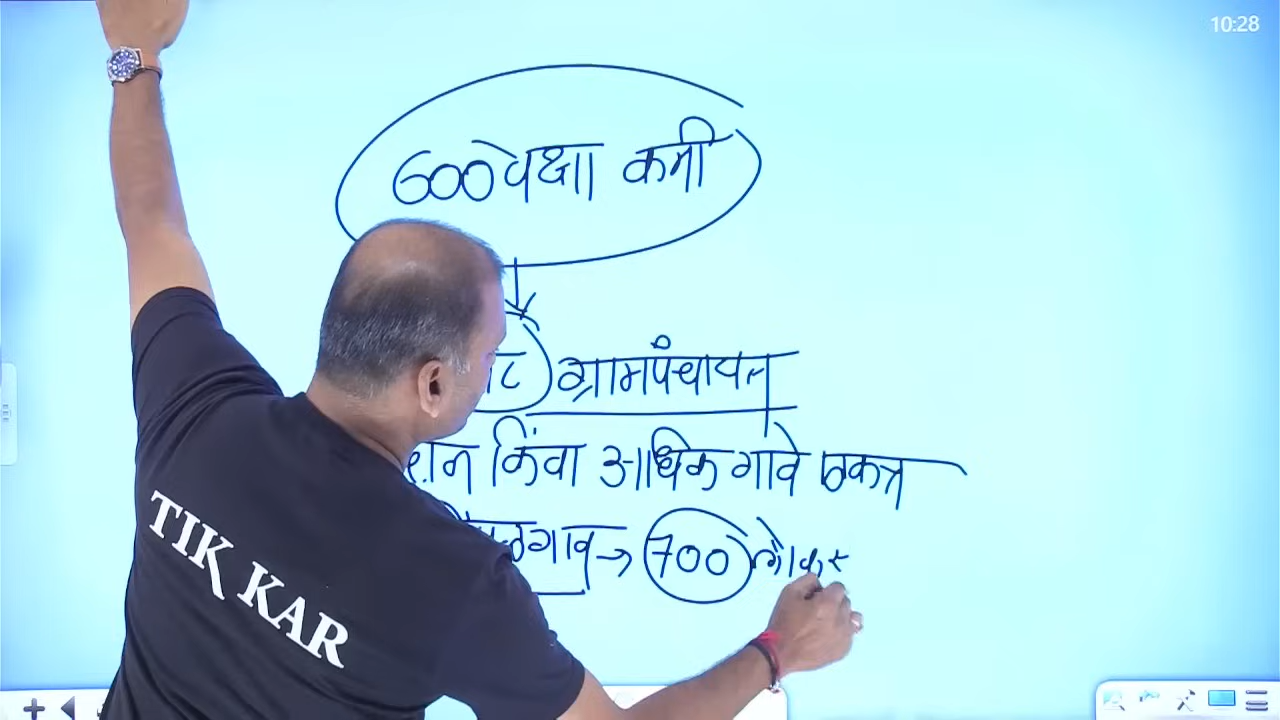 10:28
600पेक्षा कमी
ग्रामपंचायत
किंवा अधिक गावे एकत्र
700
TIK KAR